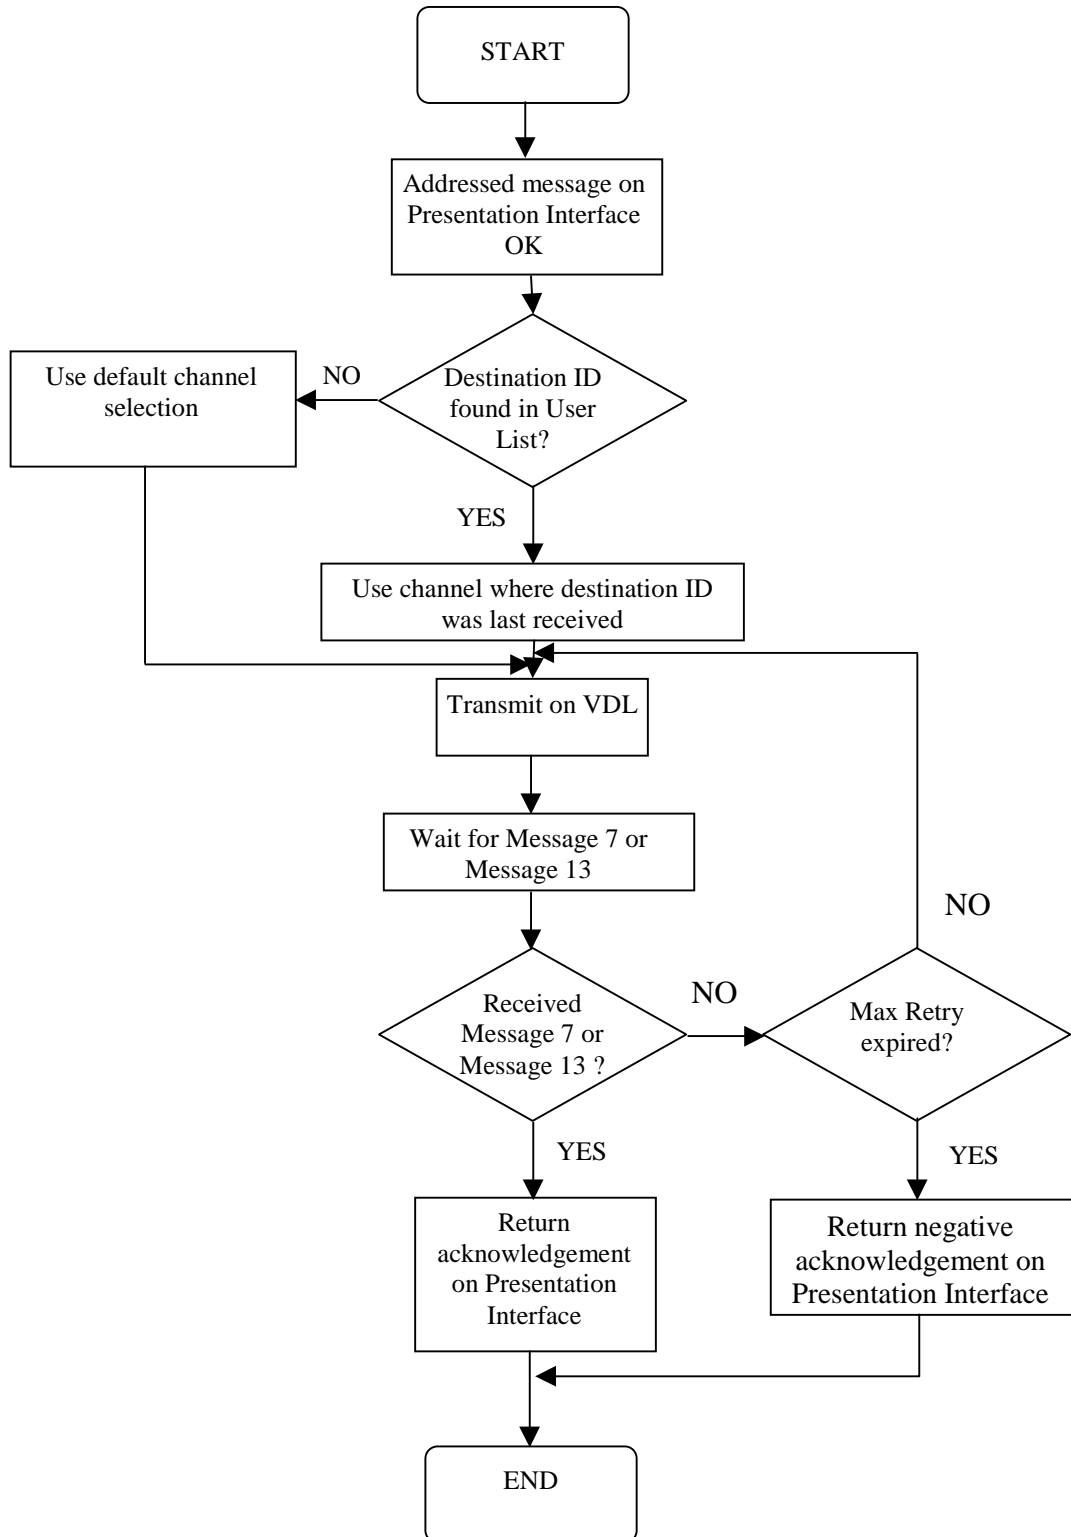 START
Addressed message on
Presentation Interface
OK
Use default channel
selection
NO
Destination ID
found in User
List?
YES
Use channel where destination ID
was last received
Transmit on VDL
Wait for Message 7 or
Message 13
NO
Received
Message 7 or
Message 13 ?
NO
Max Retry
expired?
YES
YES
Return
acknowledgement
on Presentation
Interface
Return negative
acknowledgement on
Presentation Interface
END